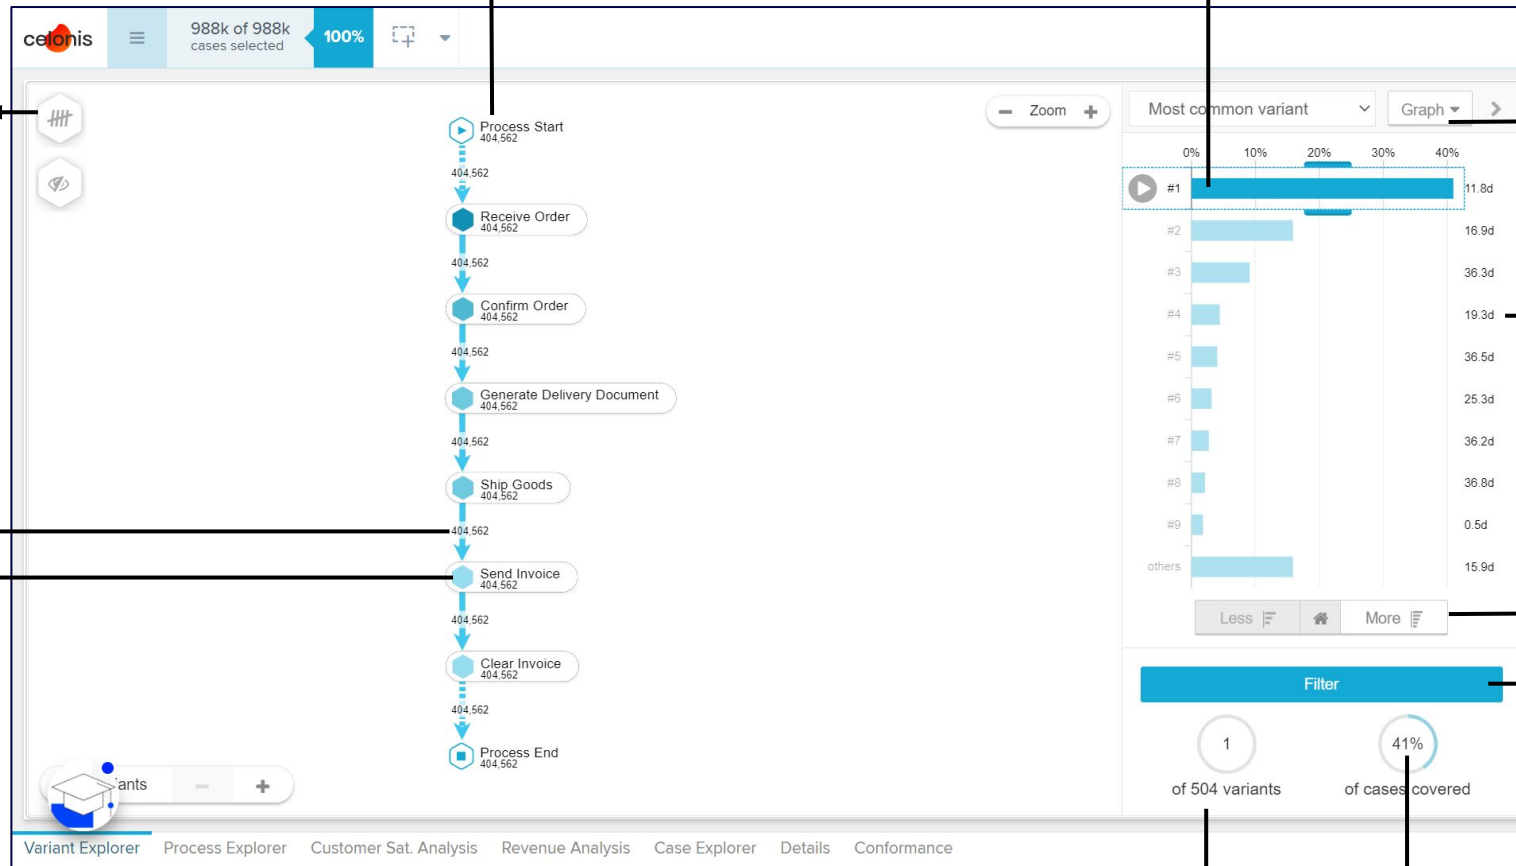 celonis
988k of 988k
cases selected
100%
Zoom
Process Start
404,562
404,562
Receive Order
404,562
404,562
Confirm Order
404,562
404,562
Generate Delivery Document
404,562
404,562
Ship Goods
404,562
404,562
Send Invoice
404,562
404,562
Clear Invoice
404,562
404,562
Process End
404,562
iants
Most common variant
Graph
0% 10% 20% 30% 40%
#1 11.8d
#2 16.9d
#3 36.3d
#4 19.3d
#5 36.5d
#6 25.3d
#7 36.2d
#8 36.8d
#9 0.5d
others 15.9d
Less More
Filter
1 41%
of 504 variants of cases covered
Variant Explorer Process Explorer Customer Sat. Analysis Revenue Analysis Case Explorer Details Conformance